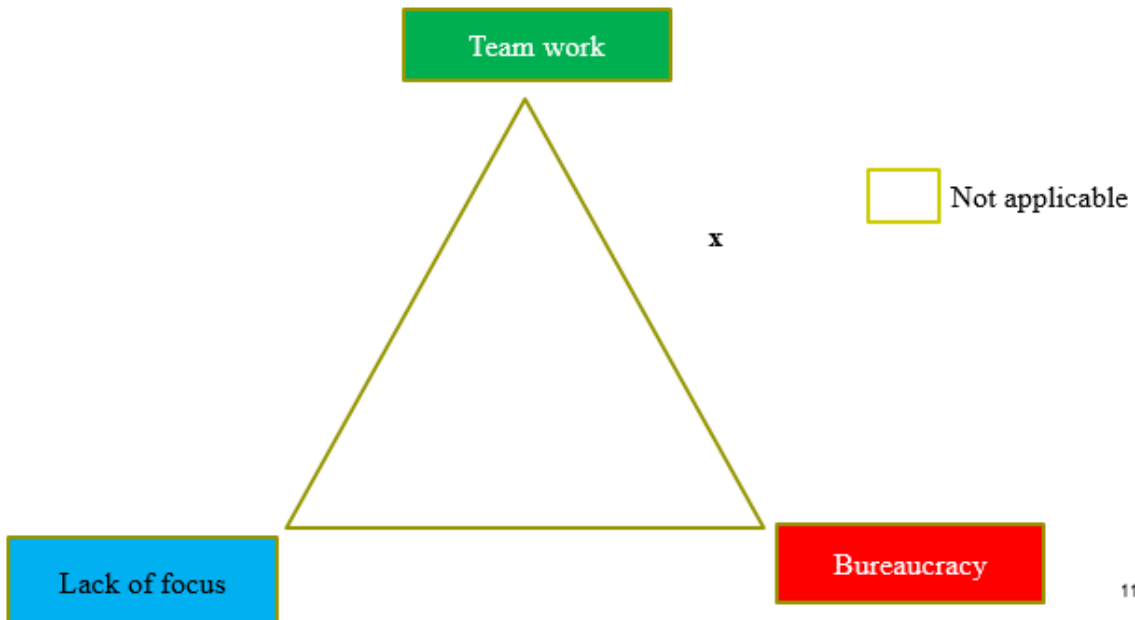 Team work
Not applicable
x
Lack of focus
Bureaucracy
11